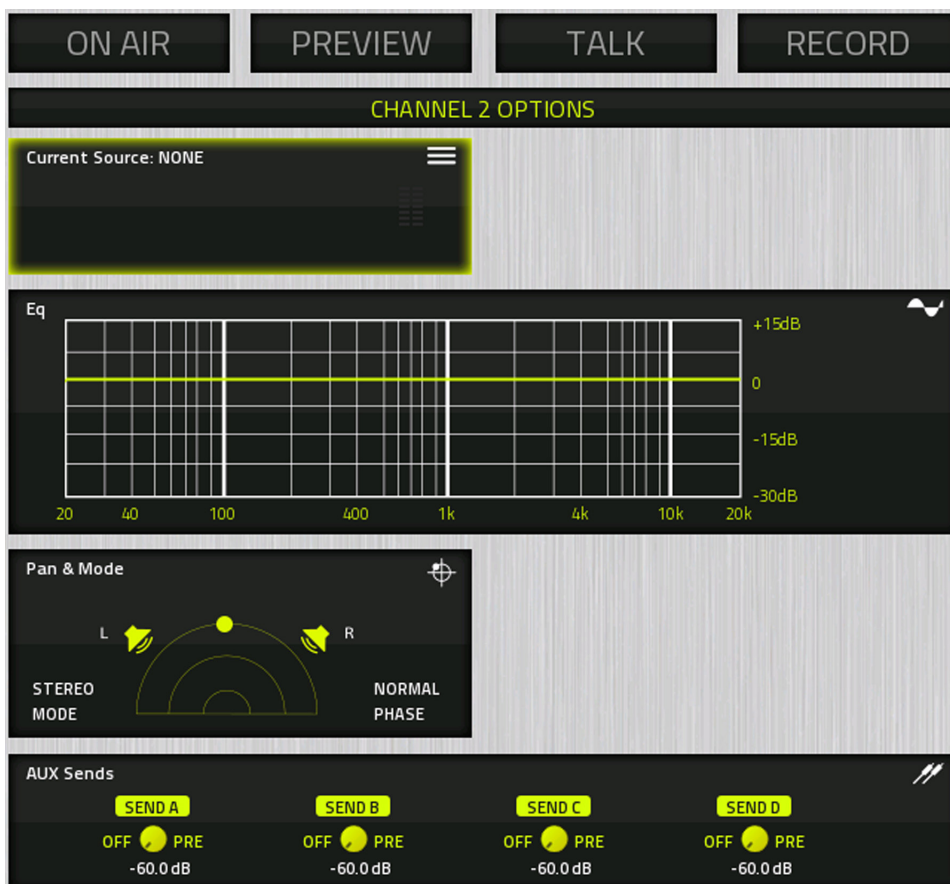 ON AIR PREVIEW TALK RECORD
CHANNEL 2 OPTIONS
Current Source: NONE
Eq
+15dB
0
-15dB
-30dB
20 40 100 400 1k 4k 10k 20k
Pan & Mode
L R
STEREO MODE
NORMAL PHASE
AUX Sends
SEND A SEND B SEND C SEND D
OFF PRE OFF PRE OFF PRE OFF PRE
-60.0 dB -60.0 dB -60.0 dB -60.0 dB